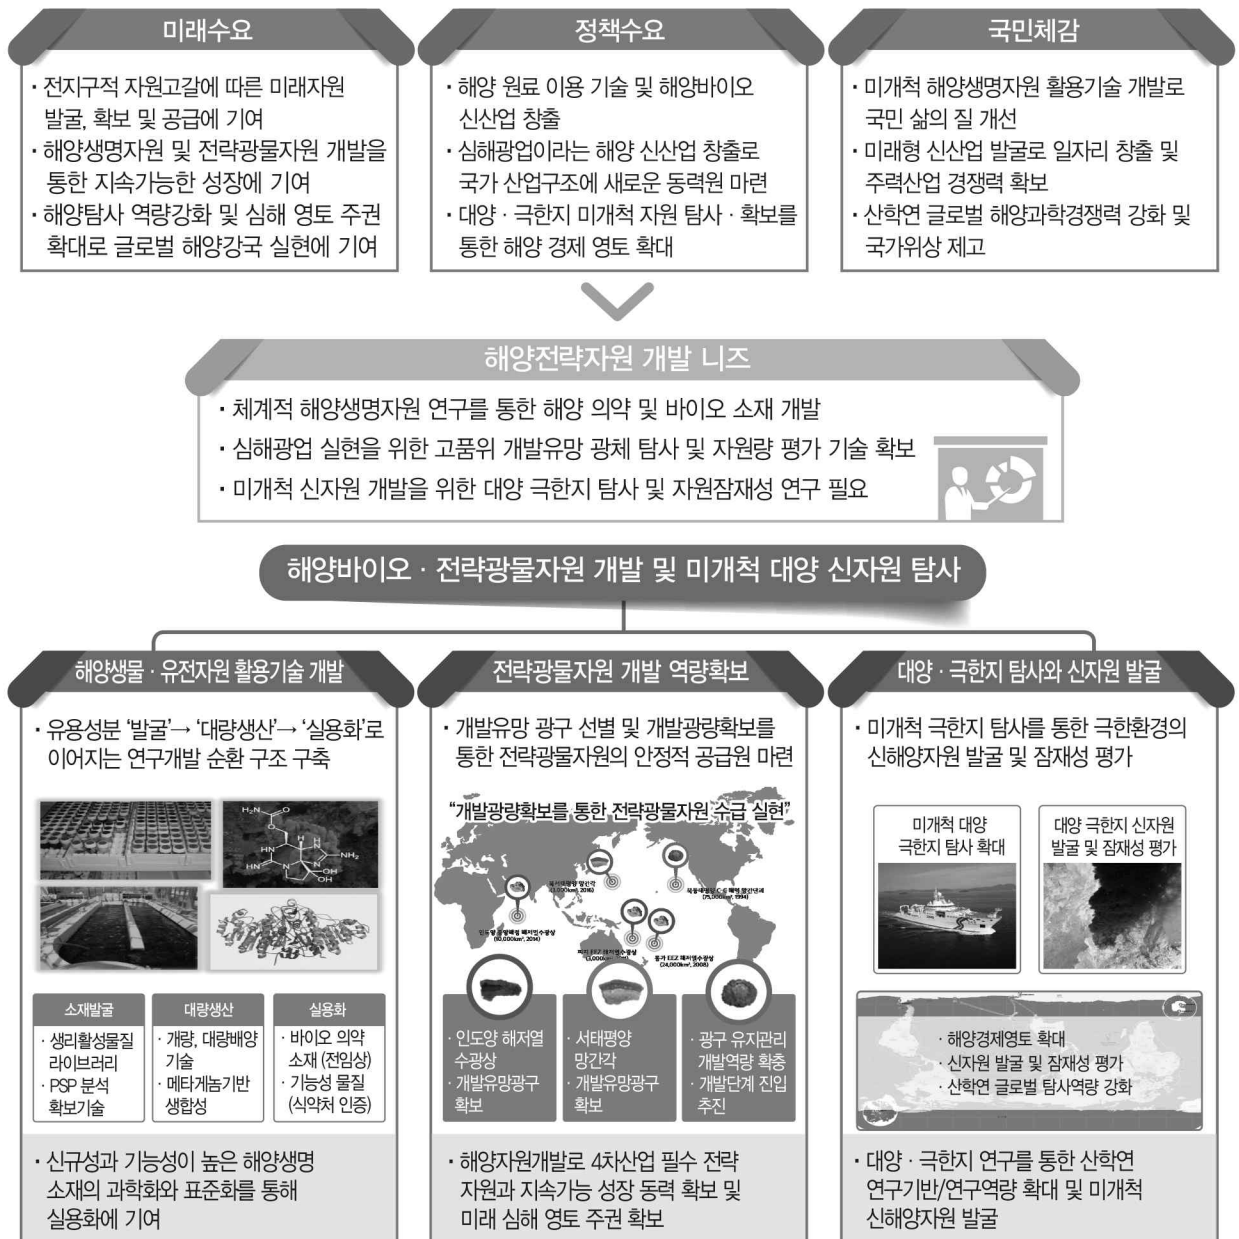 미래수요
· 전지구적 자원고갈에 따른 미래자원
발굴, 확보 및 공급에 기여
· 해양생명자원 및 전략광물자원 개발을
통한 지속가능한 성장에 기여
· 해양탐사 역량강화 및 심해 영토 주권
확대로 글로벌 해양강국 실현에 기여
정책수요
· 해양 원료 이용 기술 및 해양바이오
신산업 창출
· 심해광업이라는 해양 신산업 창출로
국가 산업구조에 새로운 동력원 마련
· 대양 · 극한지 미개척 자원 탐사 · 확보를
통한 해양 경제 영토 확대
국민체감
· 미개척 해양생명자원 활용기술 개발로
국민 삶의 질 개선
· 미래형 신산업 발굴로 일자리 창출 및
주력산업 경쟁력 확보
· 산학연 글로벌 해양과학경쟁력 강화 및
국가위상 제고
해양전략자원 개발 니즈
· 체계적 해양생명자원 연구를 통한 해양 의약 및 바이오 소재 개발
· 심해광업 실현을 위한 고품위 개발유망 광체 탐사 및 자원량 평가 기술 확보
· 미개척 신자원 개발을 위한 대양 극한지 탐사 및 자원잠재성 연구 필요
해양바이오 · 전략광물자원 개발 및 미개척 대양 신자원 탐사
해양생물 · 유전자원 활용기술 개발
· 유용성분 ‘발굴’→ ‘대량생산’→ ‘실용화’로
이어지는 연구개발 순환 구조 구축
H₂N
O
O
H
H
N
HN
NH₂
HN
N
N
H
OH
OH
소재발굴
· 생리활성물질
라이브러리
· PSP 분석
확보기술
대량생산
· 개량, 대량배양
기술
· 메타게놈기반
생합성
실용화
· 바이오 의약
소재 (전임상)
· 기능성 물질
(식약처 인증)
· 신규성과 기능성이 높은 해양생명
소재의 과학화와 표준화를 통해
실용화에 기여
전략광물자원 개발 역량확보
· 개발유망 광구 선별 및 개발광량확보를
통한 전략광물자원의 안정적 공급원 마련
“개발광량확보를 통한 전략광물자원 수급 실현”
(3,000km², 2016)
(75,000km², 1994)
(10,000km², 2014)
통가 EEZ 해저열수광상
(24,000km², 2008)
· 인도양 해저열
수광상
· 개발유망광구
확보
· 서태평양
망간각
· 개발유망광구
확보
· 광구 유지관리
개발역량 확충
· 개발단계 진입
추진
· 해양자원개발로 4차산업 필수 전략
자원과 지속가능 성장 동력 확보 및
미래 심해 영토 주권 확보
대양 · 극한지 탐사와 신자원 발굴
· 미개척 극한지 탐사를 통한 극한환경의
신해양자원 발굴 및 잠재성 평가
미개척 대양
극한지 탐사 확대
대양 극한지 신자원
발굴 및 잠재성 평가
· 해양경제영토 확대
· 신자원 발굴 및 잠재성 평가
· 산학연 글로벌 탐사역량 강화
· 대양 · 극한지 연구를 통한 산학연
연구기반/연구역량 확대 및 미개척
신해양자원 발굴